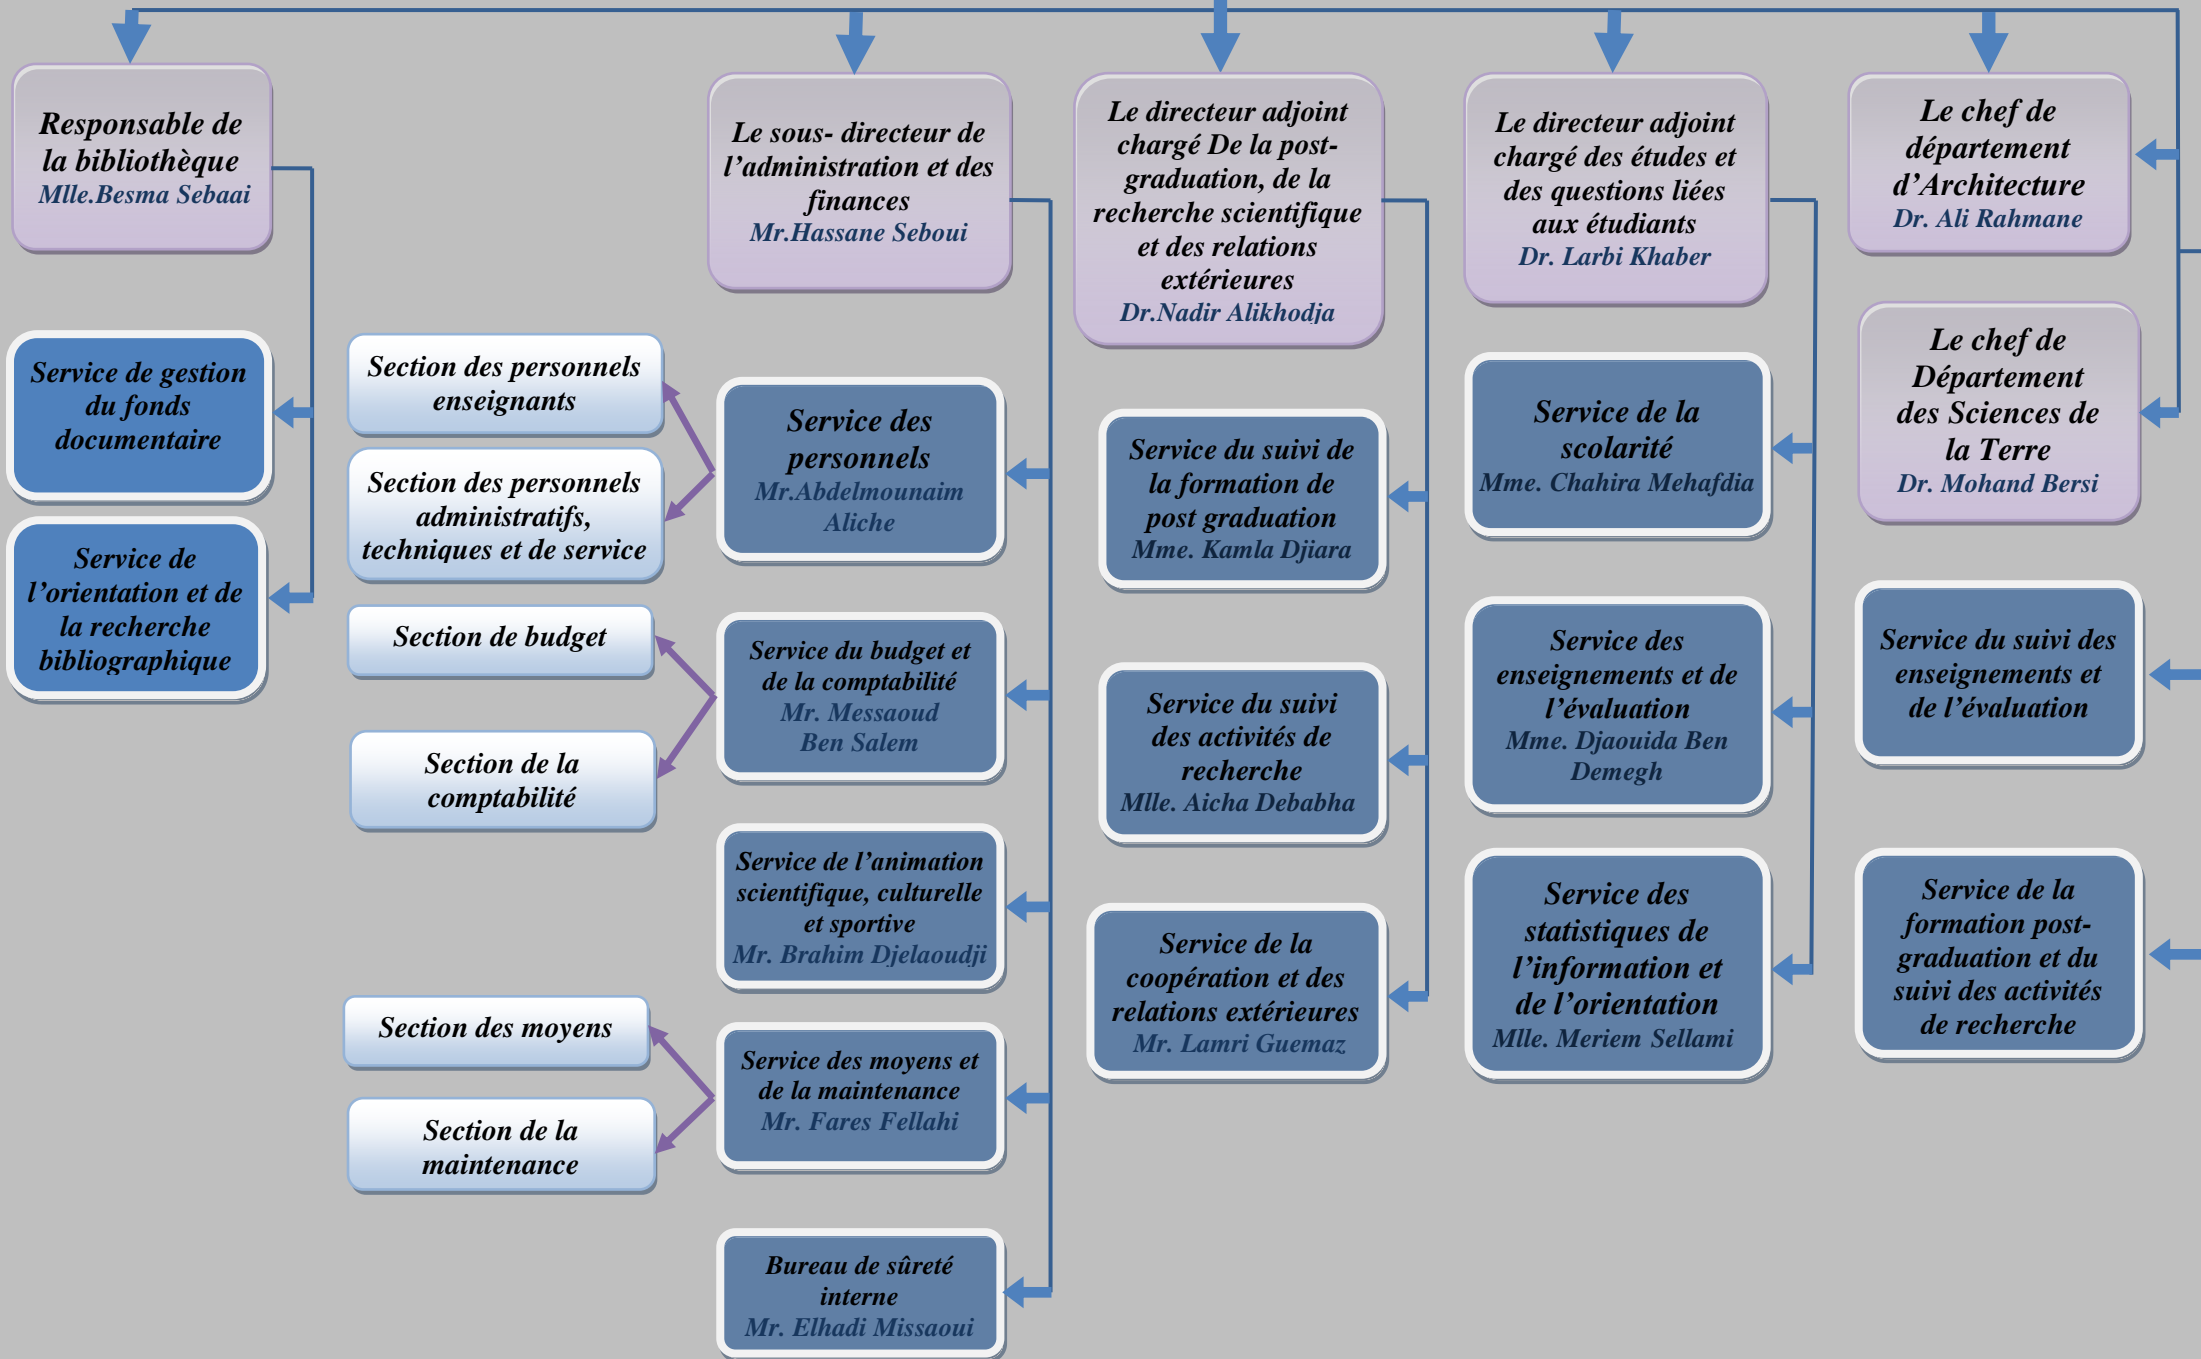 Responsable de
la bibliothèque
Mlle.Besma Sebaai
Service de gestion
du fonds
documentaire
Service de
l’orientation et de
la recherche
bibliographique
Le sous- directeur de
l’administration et des
finances
Mr.Hassane Seboui
Section des personnels
enseignants
Section des personnels
administratifs,
techniques et de service
Service des
personnels
Mr.Abdelmounaim
Aliche
Section de budget
Section de la
comptabilité
Service du budget et
de la comptabilité
Mr. Messaoud
Ben Salem
Service de l’animation
scientifique, culturelle
et sportive
Mr. Brahim Djelaoudji
Section des moyens
Section de la
maintenance
Service des moyens et
de la maintenance
Mr. Fares Fellahi
Bureau de sûreté
interne
Mr. Elhadi Missaoui
Le directeur adjoint
chargé De la post-
graduation, de la
recherche scientifique
et des relations
extérieures
Dr.Nadir Alikhodja
Service du suivi de
la formation de
post graduation
Mme. Kamla Djiara
Service du suivi
des activités de
recherche
Mlle. Aicha Debabha
Service de la
coopération et des
relations extérieures
Mr. Lamri Guemaz
Le directeur adjoint
chargé des études et
des questions liées
aux étudiants
Dr. Larbi Khaber
Service de la
scolarité
Mme. Chahira Mehafdia
Service des
enseignements et de
l’évaluation
Mme. Djaouida Ben
Demegh
Service des
statistiques de
l’information et
de l’orientation
Mlle. Meriem Sellami
Le chef de
département
d’Architecture
Dr. Ali Rahmane
Le chef de
Département
des Sciences de
la Terre
Dr. Mohand Bersi
Service du suivi des
enseignements et
de l’évaluation
Service de la
formation post-
graduation et du
suivi des activités
de recherche